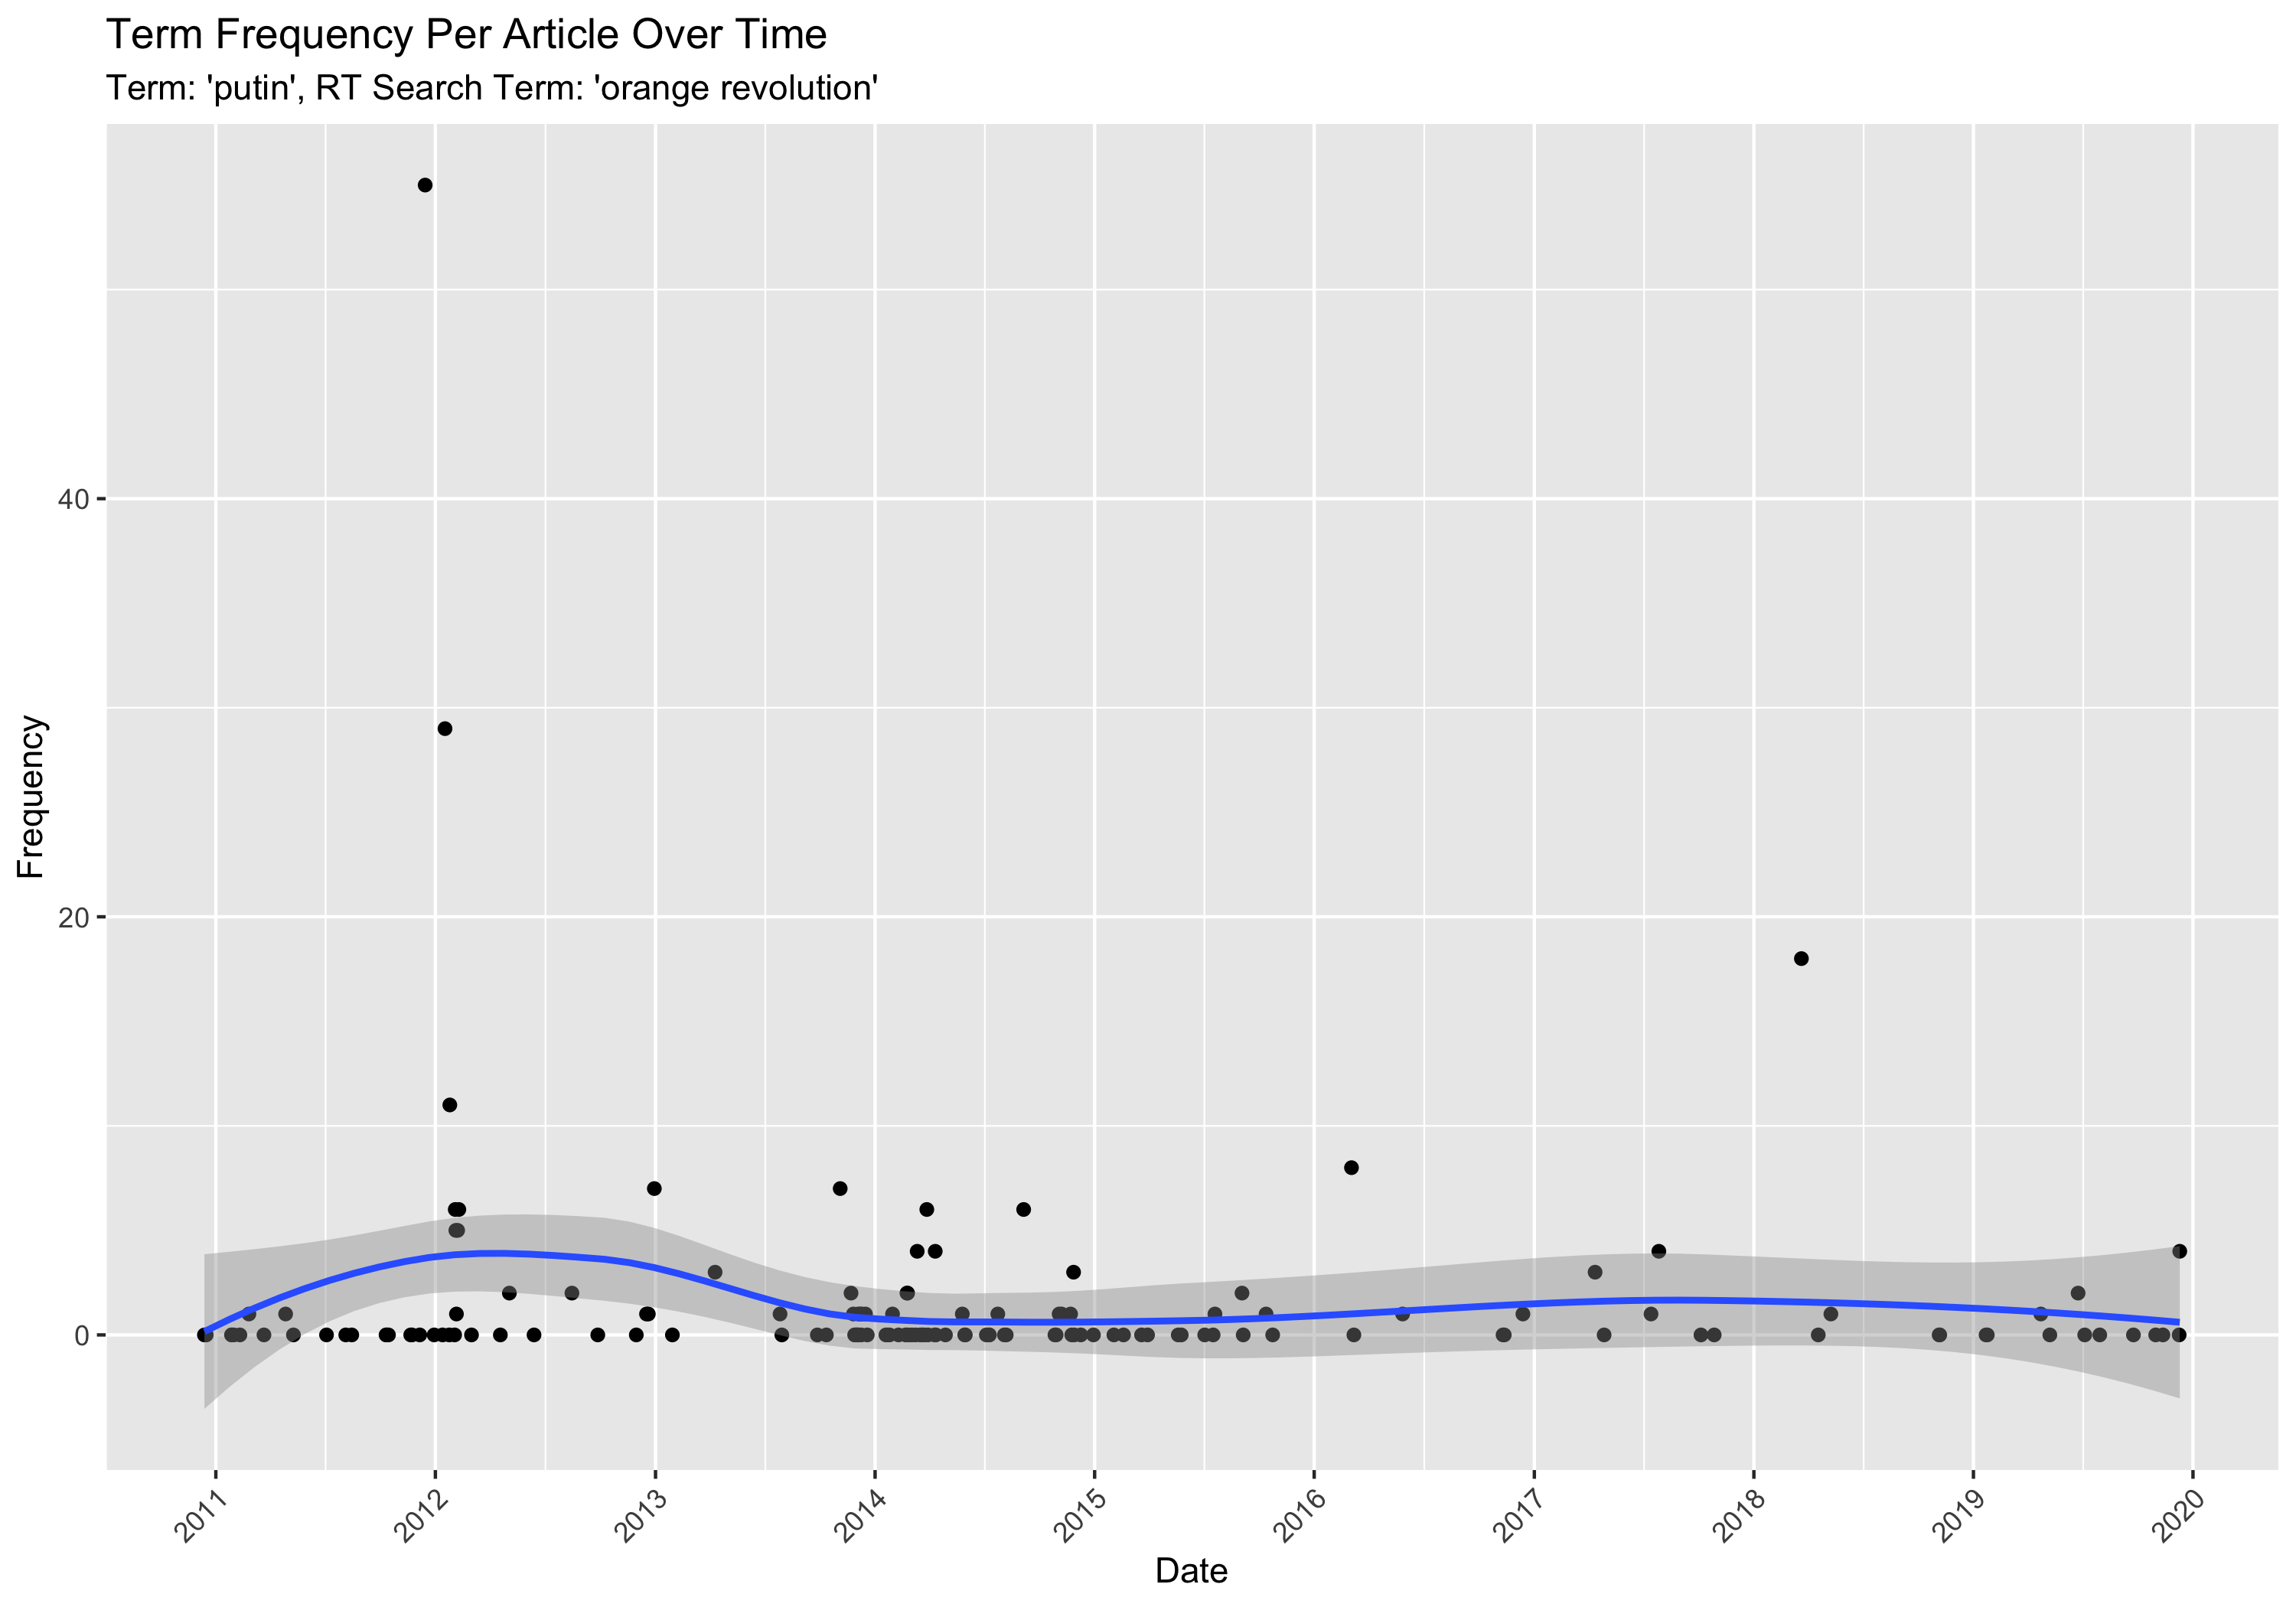 Term Frequency Per Article Over Time
Term: 'putin', RT Search Term: 'orange revolution'
Frequency
40
20
0
2011 2012 2013 2014 2015 2016 2017 2018 2019 2020
Date